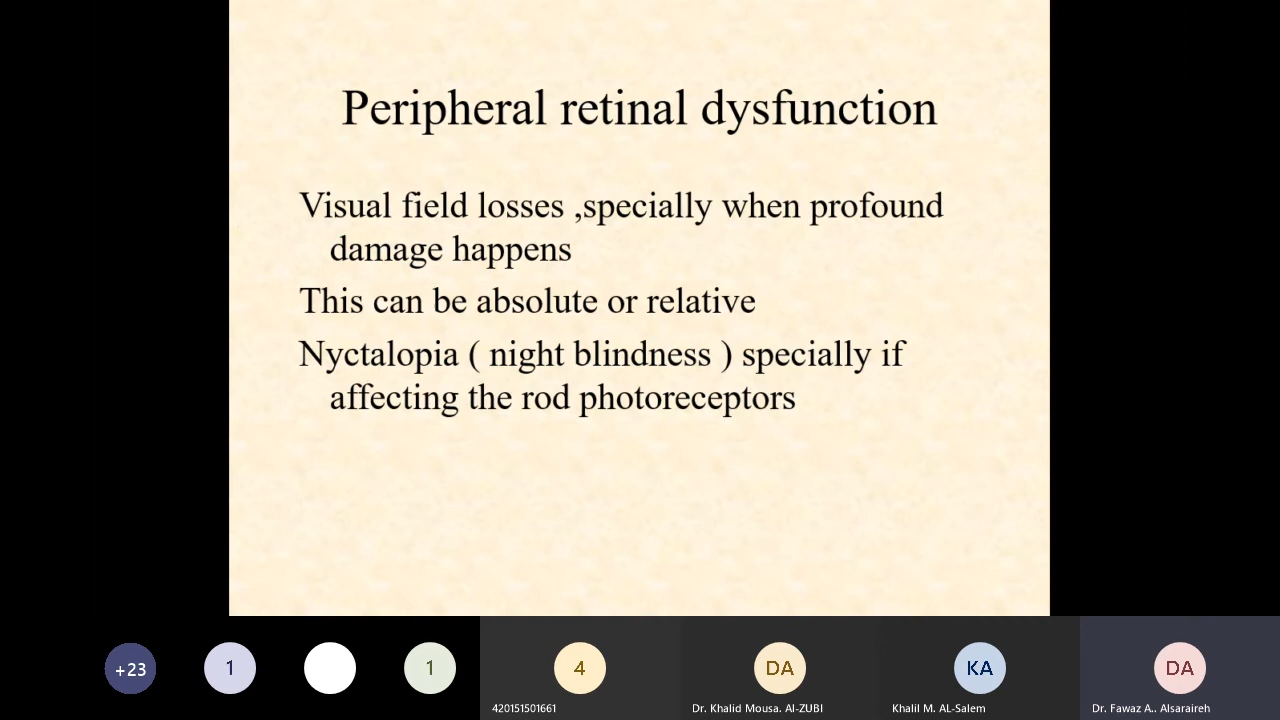 Peripheral retinal dysfunction
Visual field losses ,specially when profound
damage happens
This can be absolute or relative
Nyctalopia ( night blindness ) specially if
affecting the rod photoreceptors
+23
1
1
4
DA
KA
DA
420151501661
Dr. Khalid Mousa. Al-ZUBI
Khalil M. AL-Salem
Dr. Fawaz A.. Alsaraireh